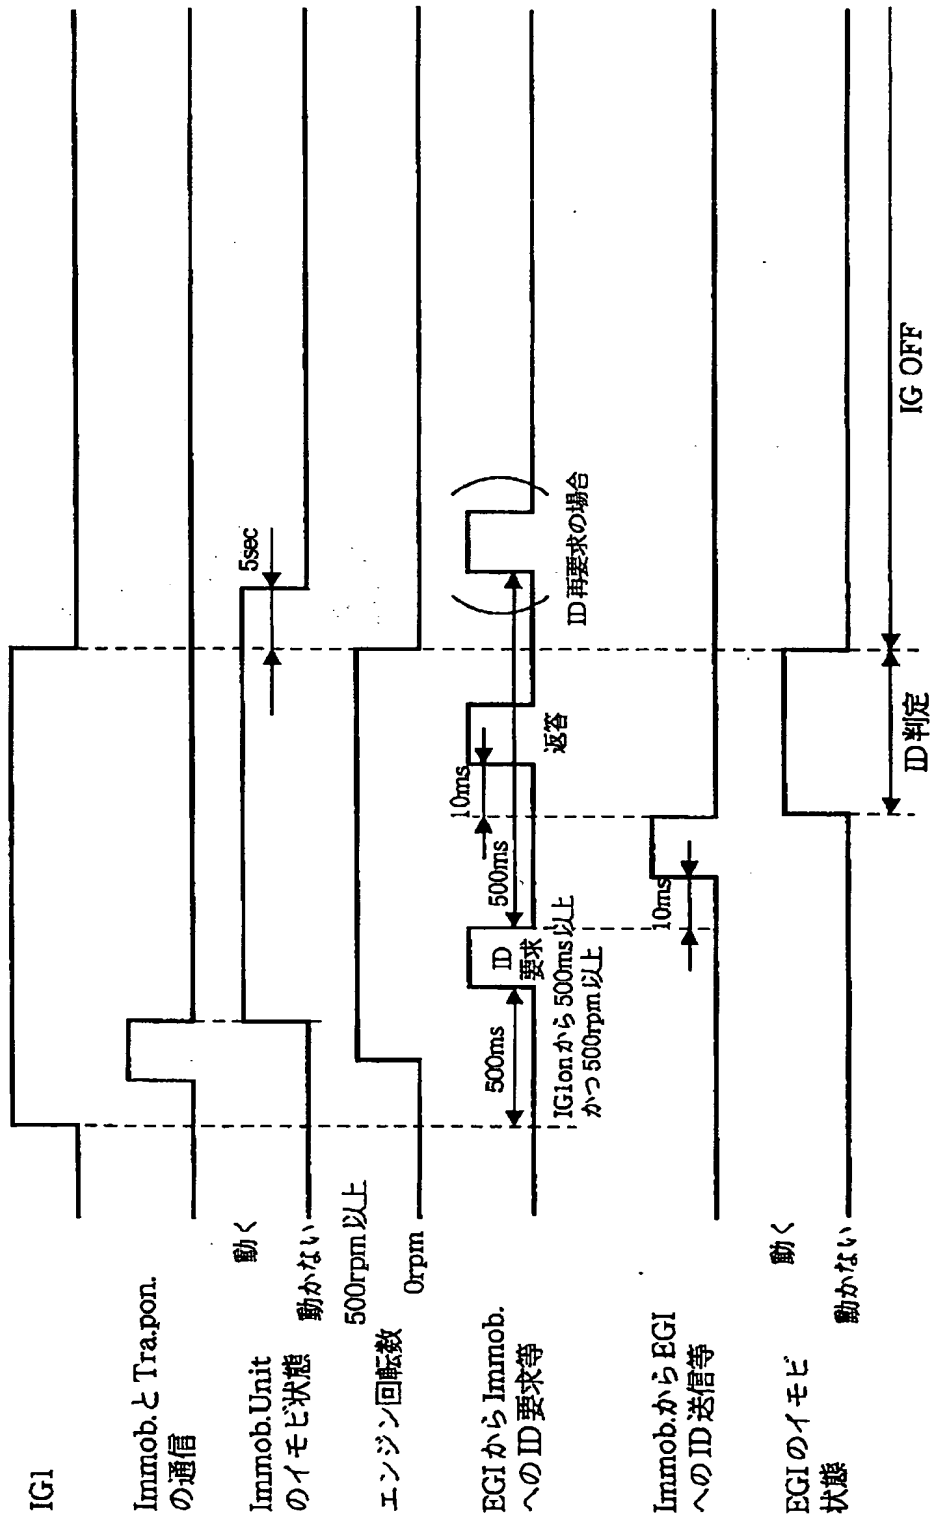 IG1
Immob.とTra.pon.
の通信
Immob.Unit
のイモビ状態
動く
動かない
5sec
エンジン回転数
500rpm以上
0rpm
EGIからImmob.
へのID要求等
500ms
ID
要求
IG1onから500ms以上
かつ500rpm以上
500ms
10ms
返答
ID再要求の場合
Immob.からEGI
へのID送信等
10ms
EGIのイモビ
状態
動く
動かない
ID判定
IG OFF